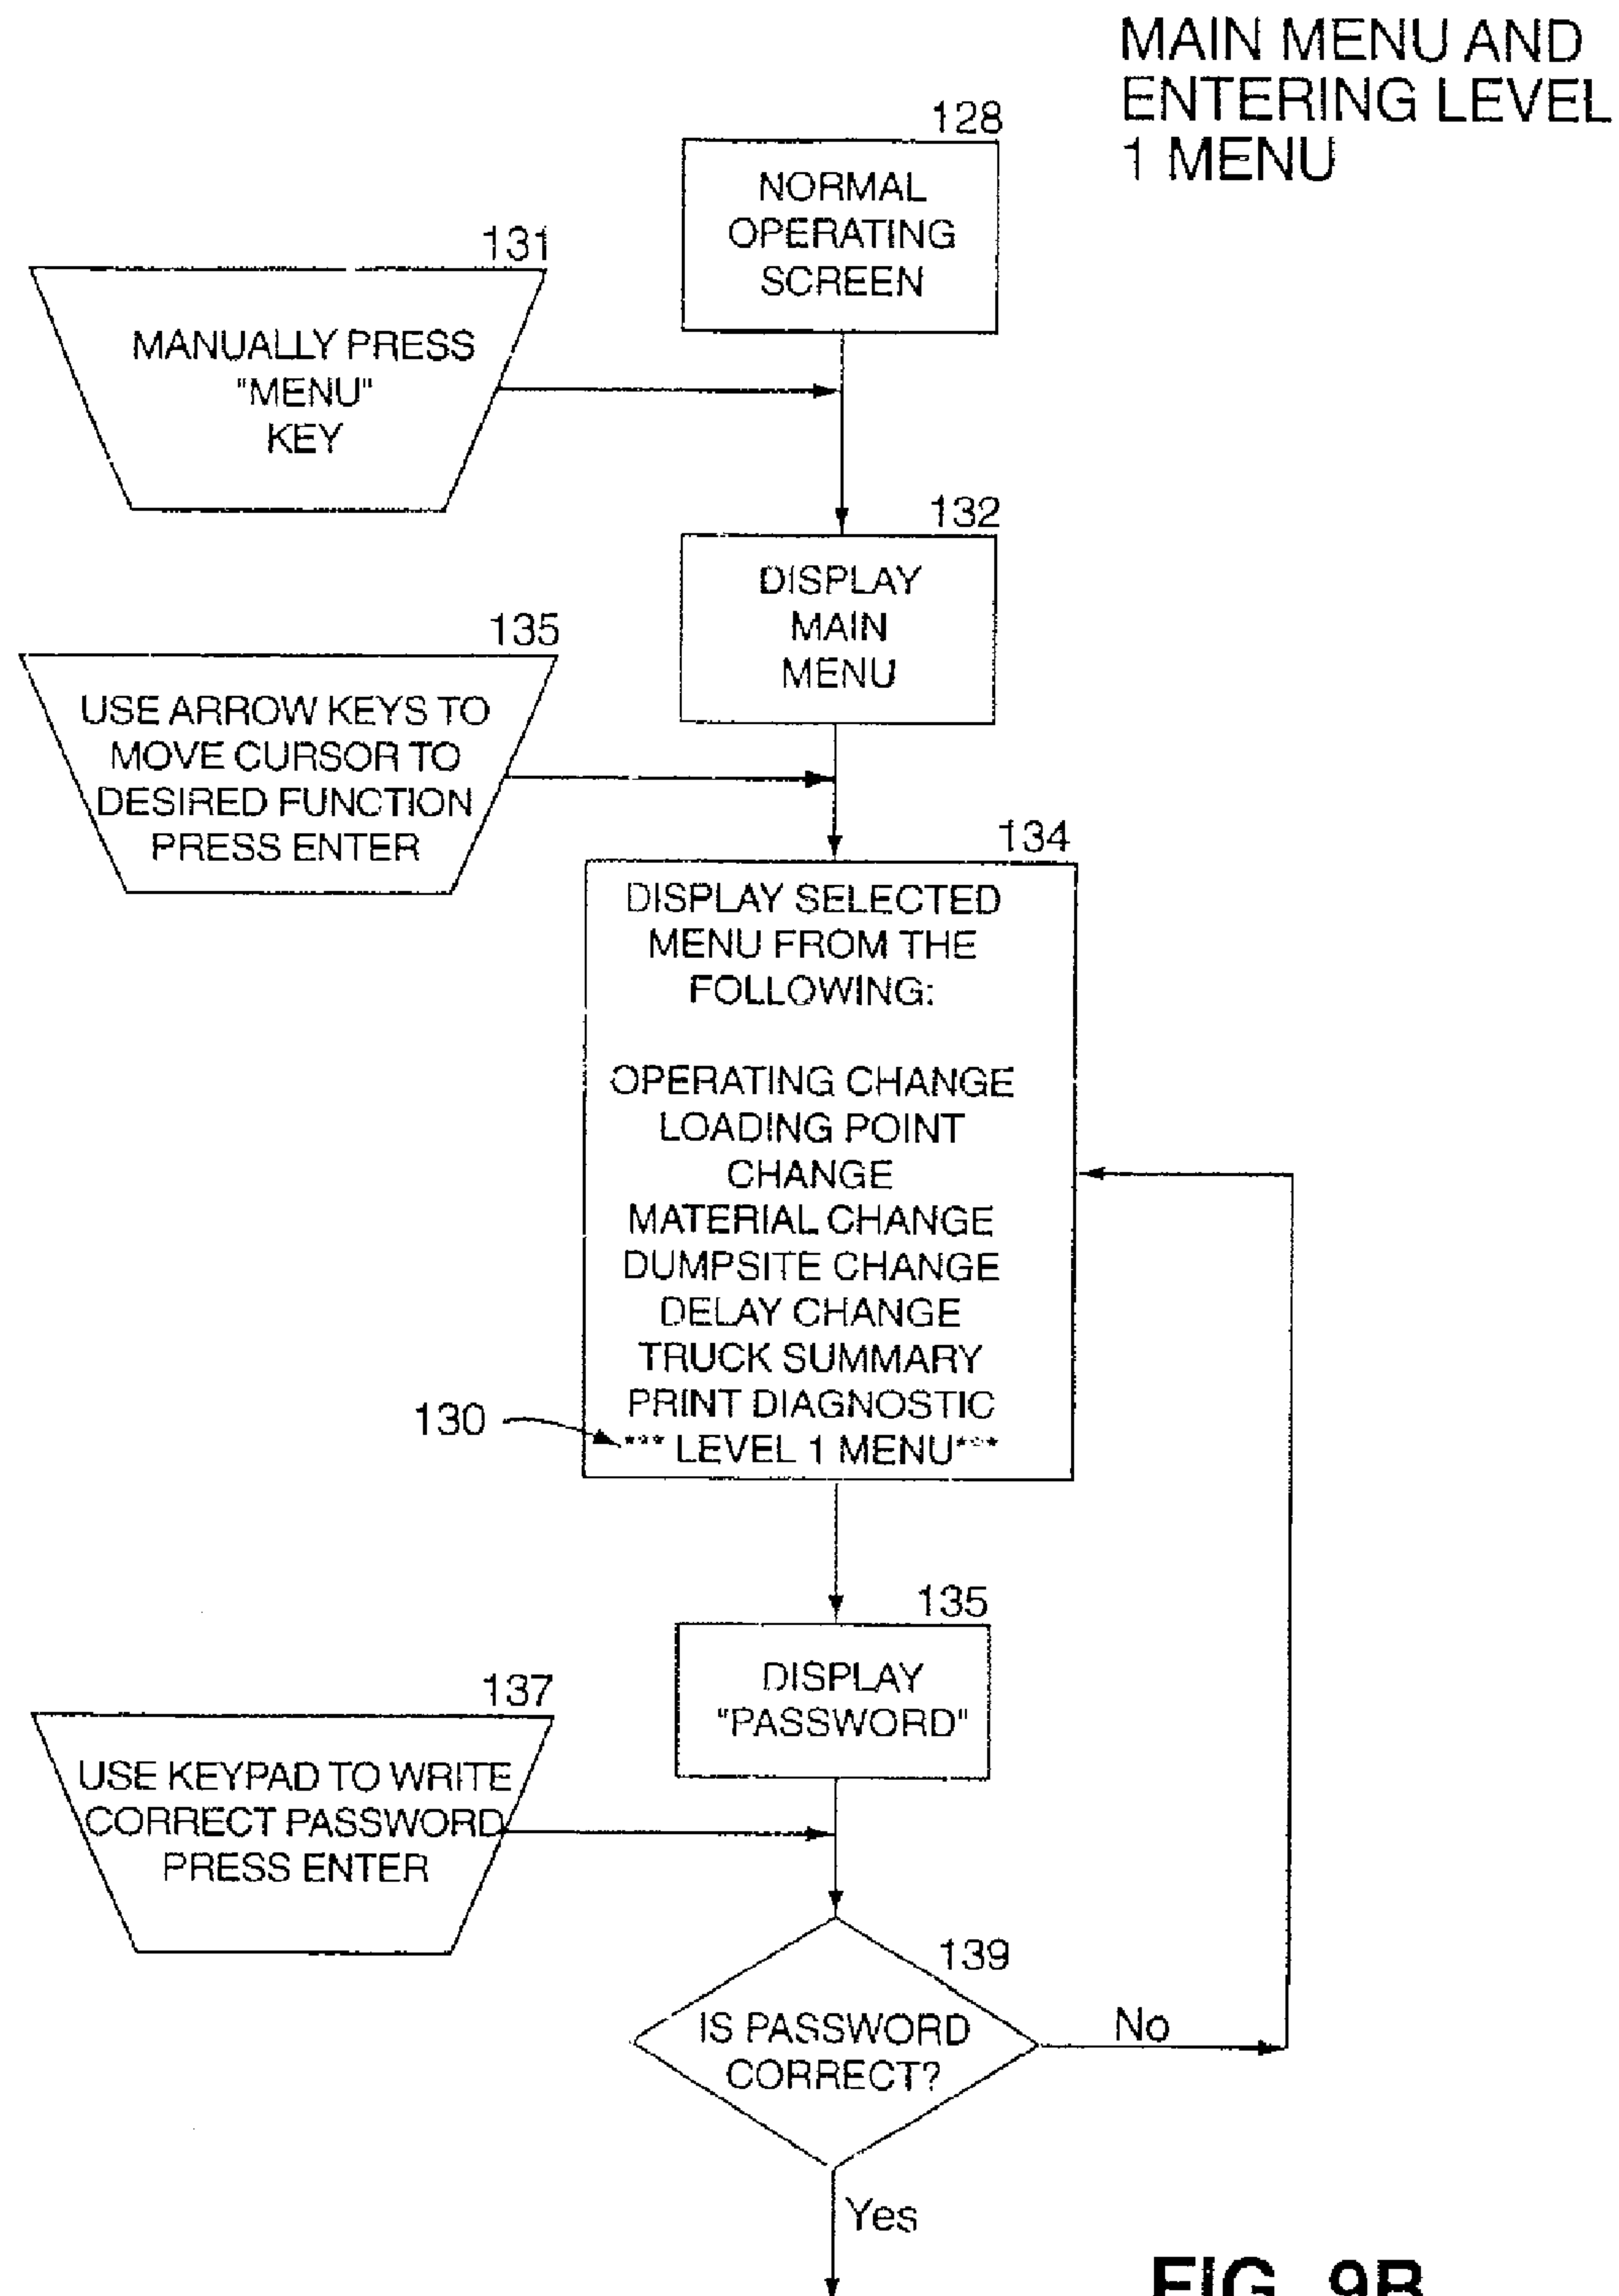 MAIN MENU AND
ENTERING LEVEL
1 MENU
128
NORMAL
OPERATING
SCREEN
131
MANUALLY PRESS
"MENU"
KEY
132
DISPLAY
MAIN
MENU
135
USE ARROW KEYS TO
MOVE CURSOR TO
DESIRED FUNCTION
PRESS ENTER
134
DISPLAY SELECTED
MENU FROM THE
FOLLOWING:
OPERATING CHANGE
LOADING POINT
CHANGE
MATERIAL CHANGE
DUMPSITE CHANGE
DELAY CHANGE
TRUCK SUMMARY
PRINT DIAGNOSTIC
130
*** LEVEL 1 MENU***
135
DISPLAY
"PASSWORD"
137
USE KEYPAD TO WRITE
CORRECT PASSWORD
PRESS ENTER
139
IS PASSWORD
CORRECT?
No
Yes
FIG. 9B